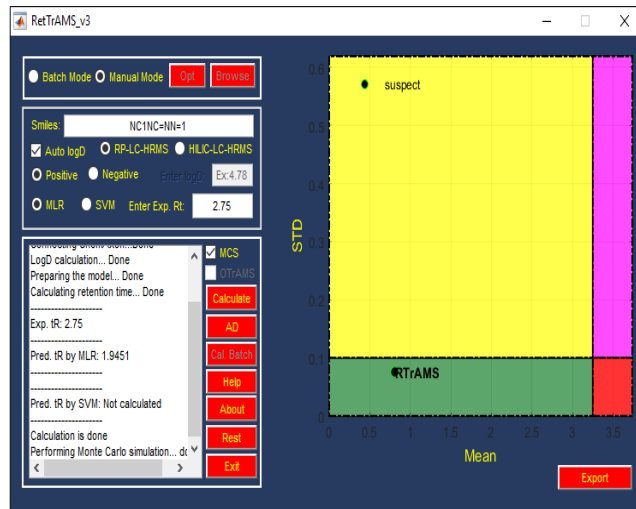 RetTrAMS_v3
Batch Mode Manual Mode Opt Browse
Smiles: NC1NC=NN=1
Auto logD RP-LC-HRMS HILIC-LC-HRMS
Positive Negative Enter logD: Ex:4.78
MLR SVM Enter Exp. Rt: 2.75
LogD calculation... Done
Preparing the model... Done
Calculating retention time... Done
----------------------
Exp. tR: 2.75
----------------------
Pred. tR by MLR: 1.9451
----------------------
----------------------
Pred. tR by SVM: Not calculated
----------------------
Calculation is done
Performing Monte Carlo simulation... dc
MCS
OTrAMS
Calculate
AD
Cal. Batch
Help
About
Rest
Exit
STD
0.6
0.5
0.4
0.3
0.2
0.1
0
suspect
RTrAMS
0 0.5 1 1.5 2 2.5 3 3.5
Mean
Export